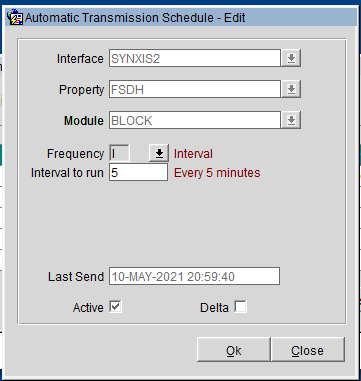 Automatic Transmission Schedule - Edit
Interface SYNXIS2
Property FSDH
Module BLOCK
Frequency I Interval
Interval to run 5 Every 5 minutes
Last Send 10-MAY-2021 20:59:40
Active Delta
Ok Close